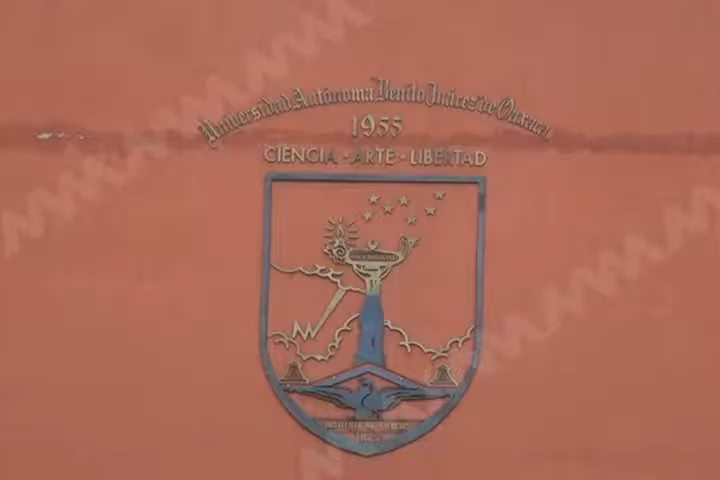 Universidad Autónoma "Benito Juárez" de Oaxaca
1955
CIENCIA · ARTE · LIBERTAD